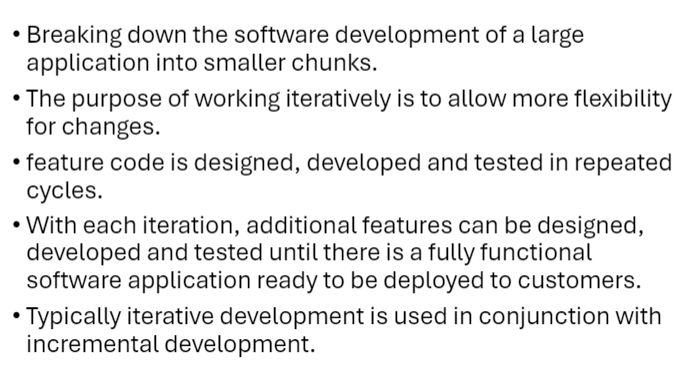 • Breaking down the software development of a large
application into smaller chunks.
• The purpose of working iteratively is to allow more flexibility
for changes.
• feature code is designed, developed and tested in repeated
cycles.
• With each iteration, additional features can be designed,
developed and tested until there is a fully functional
software application ready to be deployed to customers.
• Typically iterative development is used in conjunction with
incremental development.